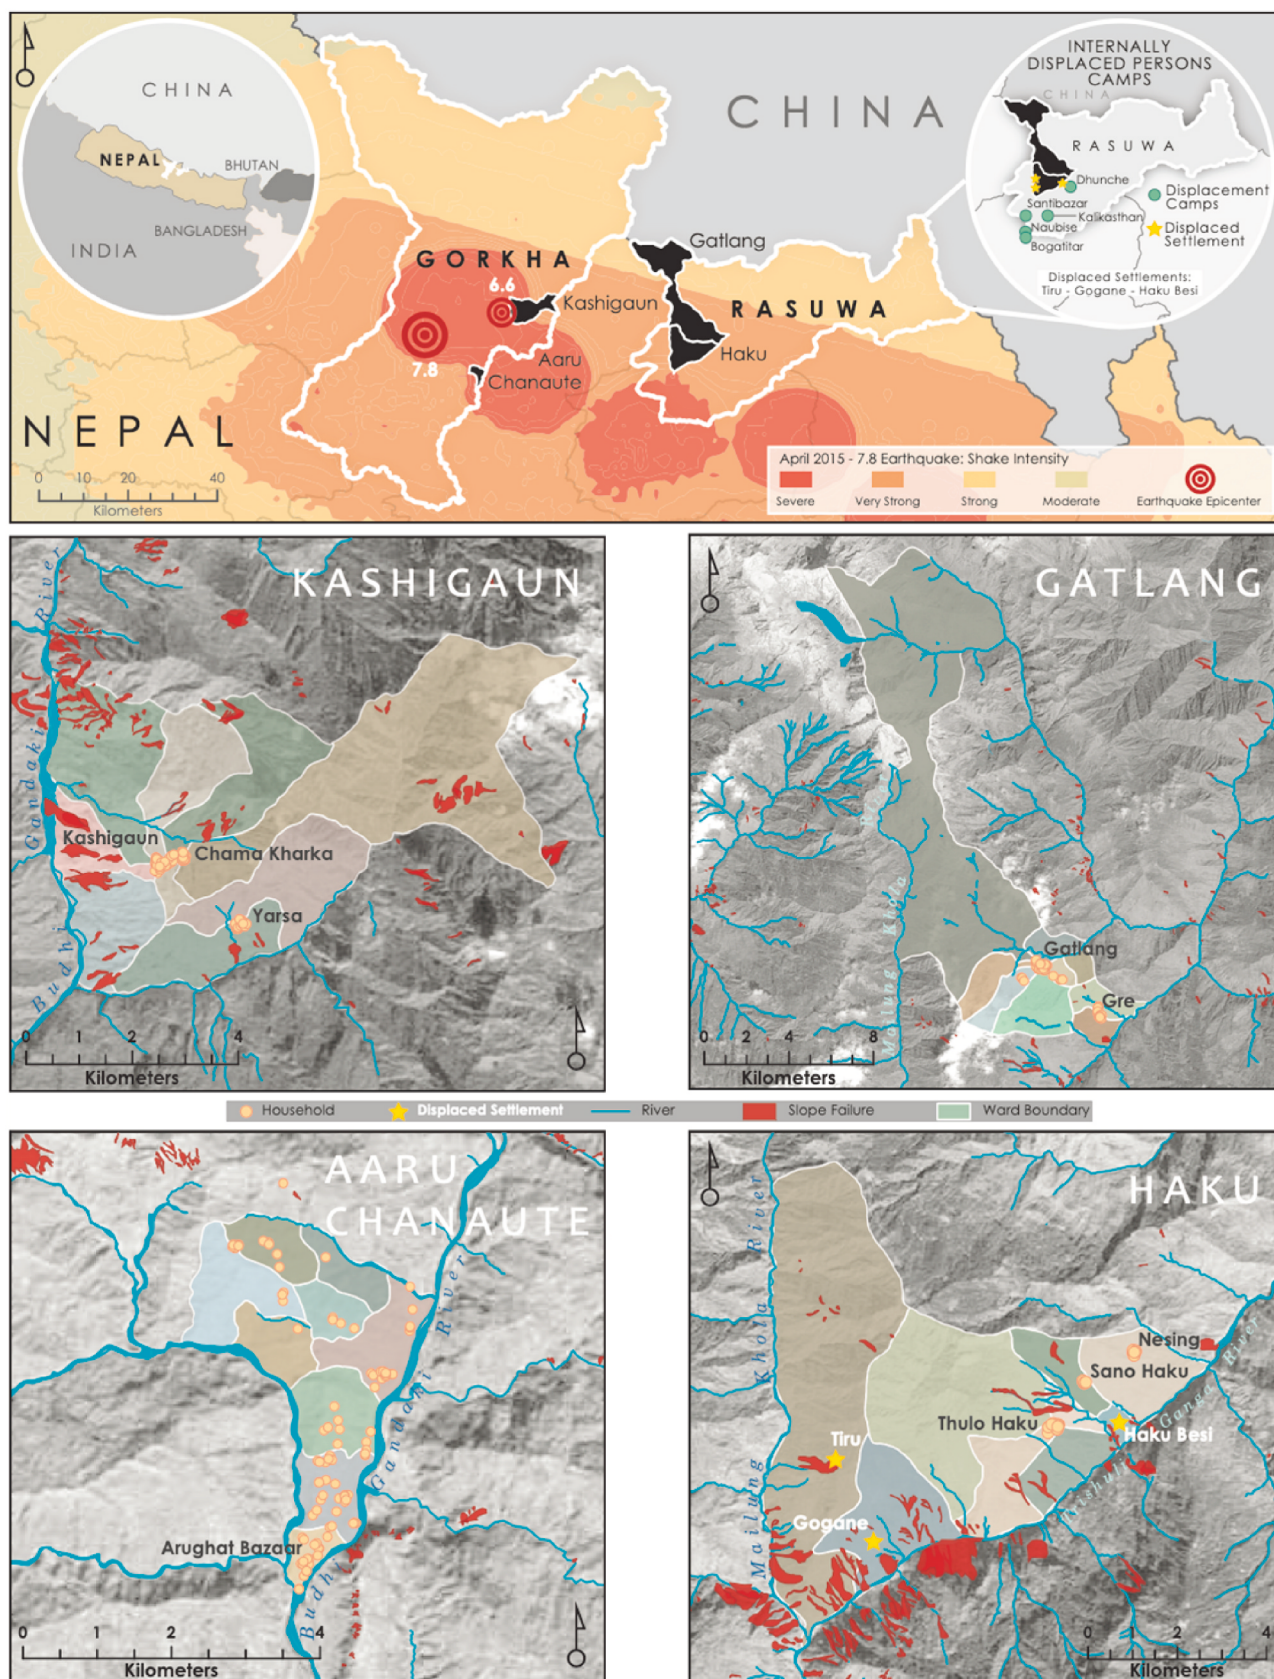 CHINA
NEPAL
BHUTAN
BANGLADESH
INDIA
CHINA
INTERNALLY
DISPLACED PERSONS
CAMPS
CHINA
RASUWA
Dhunche
Santibazar
Kalikasthan
Naubise
Bogatitar
Displacement
Camps
Displaced
Settlement
Displaced Settlements:
Tiru - Gogane - Haku Besi
GORKHA
6.6
7.8
Kashigaun
Aaru
Chanaute
Gatlang
RASUWA
Haku
NEPAL
0 10 20 40
Kilometers
April 2015 - 7.8 Earthquake: Shake Intensity
Severe Very Strong Strong Moderate Earthquake Epicenter
KASHIGAUN
Budhi Gandaki River
Kashigaun
Chama Kharka
Yarsa
0 2 4
Kilometers
GATLANG
Mailung Khola
Gatlang
Gre
0 2 4 8
Kilometers
Household Displaced Settlement River Slope Failure Ward Boundary
AARU
CHANAUTE
Budhi Gandaki River
Arughat Bazaar
0 1 2 4
Kilometers
HAKU
Mailung Khola River
Nesing
Sano Haku
Thulo Haku
Haku Besi
Tiru
Gogane
Trishuli Ganga River
0 1 2 4
Kilometers